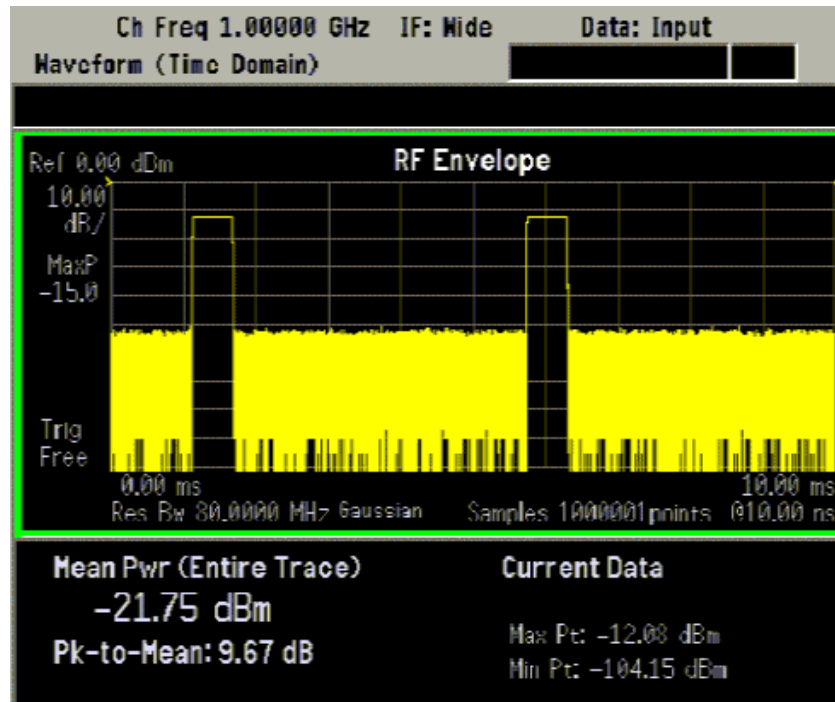 Ch Freq 1.00000 GHz IF: Wide Data: Input
Waveform (Time Domain)
Ref 0.00 dBm RF Envelope
10.00
dB/
MaxP
-15.0
Trig
Free
0.00 ms 10.00 ms
Res Bw 80.0000 MHz Gaussian Samples 1000001 points @10.00 ns
Mean Pwr (Entire Trace) Current Data
-21.75 dBm
Max Pt: -12.08 dBm
Pk-to-Mean: 9.67 dB
Min Pt: -104.15 dBm